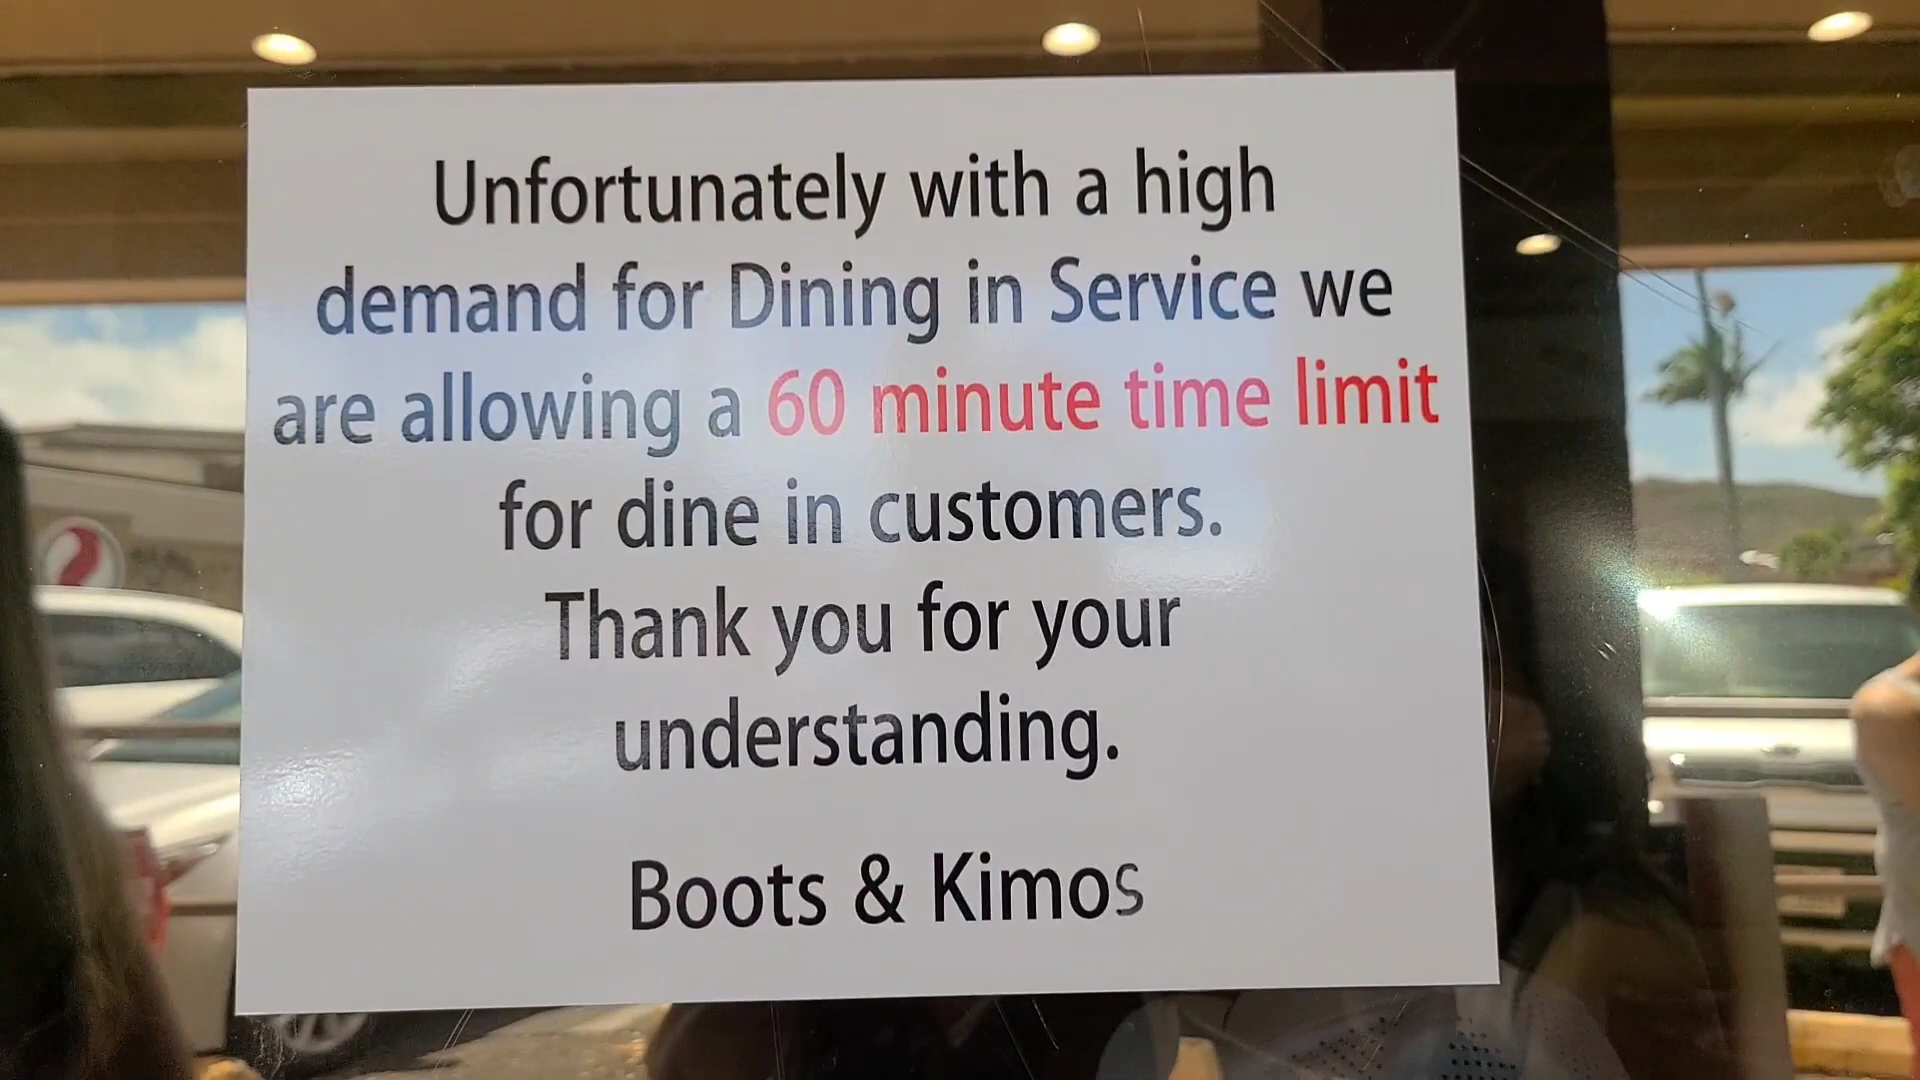 Unfortunately with a high
demand for Dining in Service we
are allowing a 60 minute time limit
for dine in customers.
Thank you for your
understanding.
Boots & Kimos